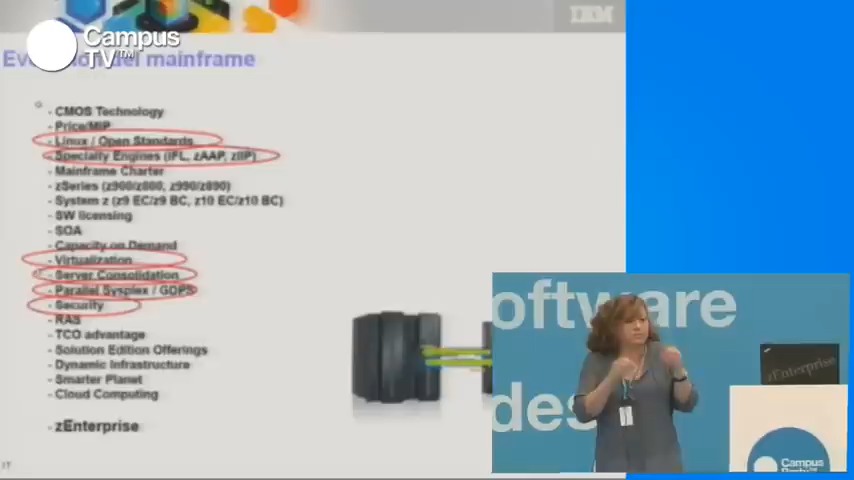 IBM
Campus
TV™
Ev del mainframe
- CMOS Technology
- Price/MIP
- Linux / Open Standards
- Specialty Engines (IFL, zAAP, zIIP)
- Mainframe Charter
- zSeries (z900/z800, z990/z890)
- System z (z9 EC/z9 BC, z10 EC/z10 BC)
- SW licensing
- SOA
- Capacity on Demand
- Virtualization
- Server Consolidation
- Parallel Sysplex / GDPS
- Security
- RAS
- TCO advantage
- Solution Edition Offerings
- Dynamic Infrastructure
- Smarter Planet
- Cloud Computing
- zEnterprise
oftware
des
zEnterprise
Campus